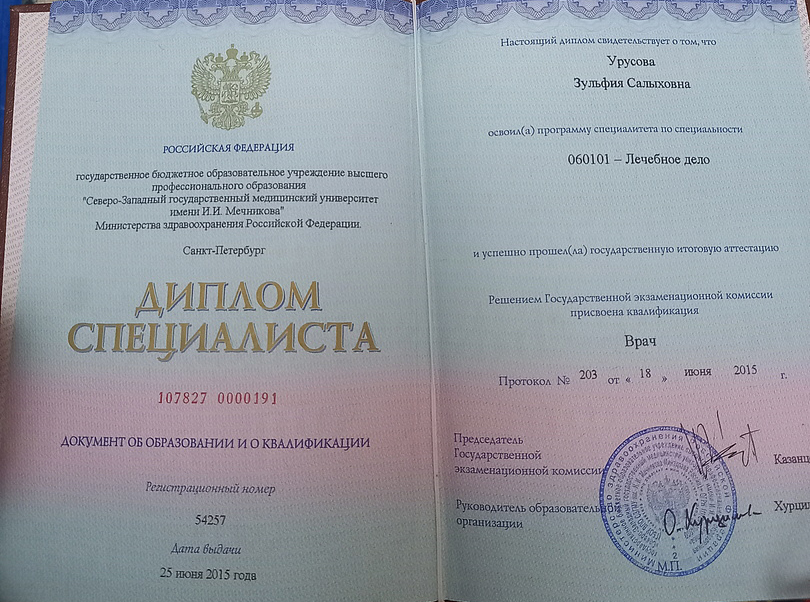 РОССИЙСКАЯ ФЕДЕРАЦИЯ
государственное бюджетное образовательное учреждение высшего
профессионального образования
"Северо-Западный государственный медицинский университет
имени И.И. Мечникова"
Министерства здравоохранения Российской Федерации.
Санкт-Петербург
ДИПЛОМ
СПЕЦИАЛИСТА
107827 0000191
ДОКУМЕНТ ОБ ОБРАЗОВАНИИ И О КВАЛИФИКАЦИИ
Регистрационный номер
54257
Дата выдачи
25 июня 2015 года
Настоящий диплом свидетельствует о том, что
Урусова
Зульфия Салыховна
освоил(а) программу специалитета по специальности
060101 – Лечебное дело
и успешно прошел(ла) государственную итоговую аттестацию
Решением Государственной экзаменационной комиссии
присвоена квалификация
Врач
Протокол № 203 от « 18 » июня 2015 г.
Председатель
Государственной
экзаменационной комиссии
Казанц
Руководитель образовательной
организации
Хурци
М.П.